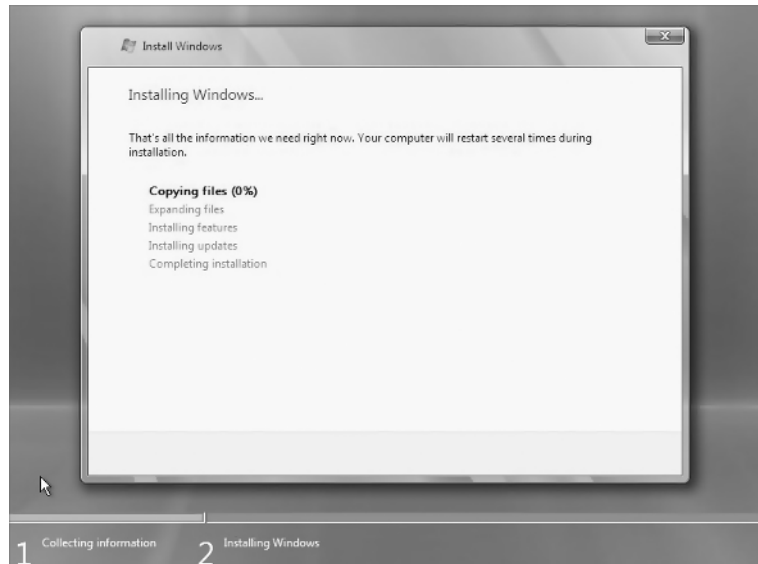 Install Windows
Installing Windows...
That's all the information we need right now. Your computer will restart several times during
installation.
Copying files (0%)
Expanding files
Installing features
Installing updates
Completing installation
1 Collecting information 2 Installing Windows